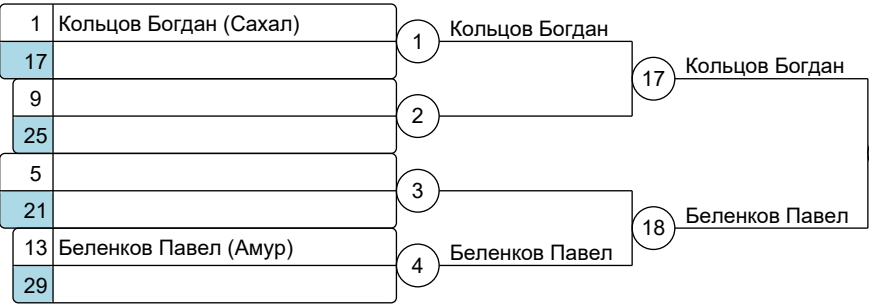 1 Кольцов Богдан (Сахал)
17
1 Кольцов Богдан
9
25
2
17 Кольцов Богдан
5
21
3
13 Беленков Павел (Амур)
29
4 Беленков Павел
18 Беленков Павел